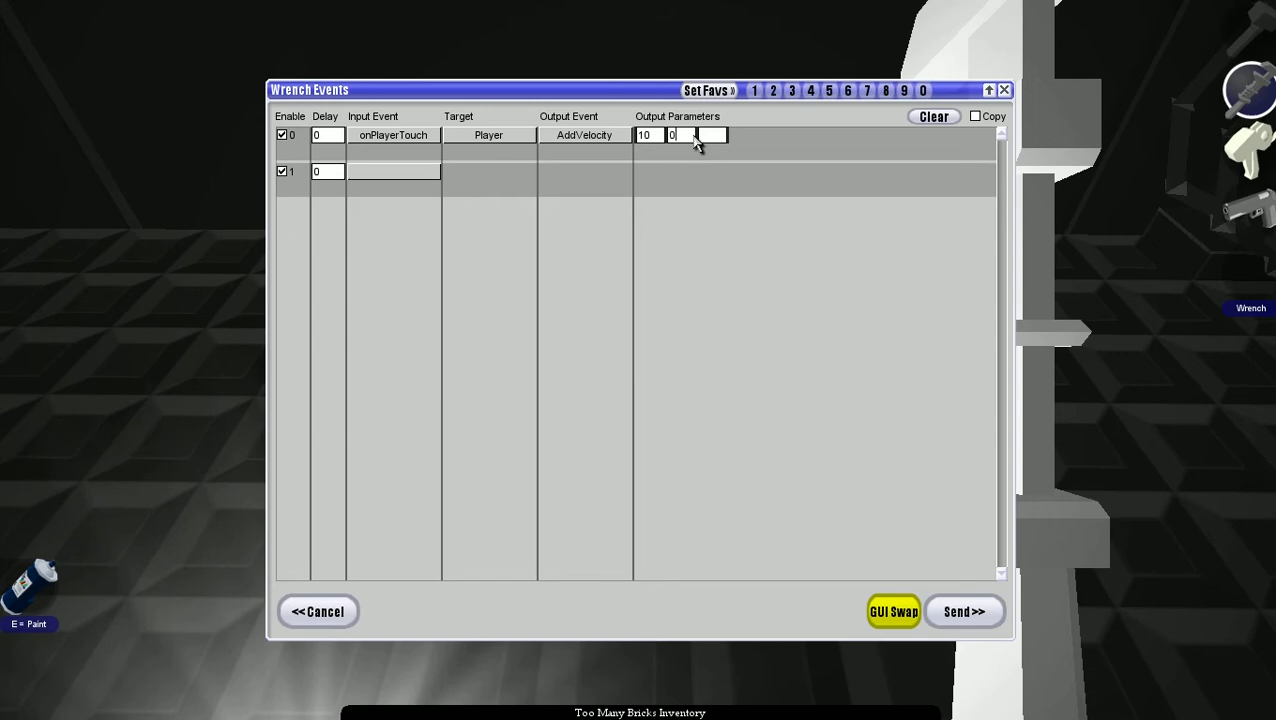 Wrench Events
Set Favs » 1 2 3 4 5 6 7 8 9 0
Enable Delay Input Event Target Output Event Output Parameters Clear Copy
0 0 onPlayerTouch Player AddVelocity 10 0
1 0
Wrench
<<Cancel GUI Swap Send>>
E = Paint
Too Many Bricks Inventory